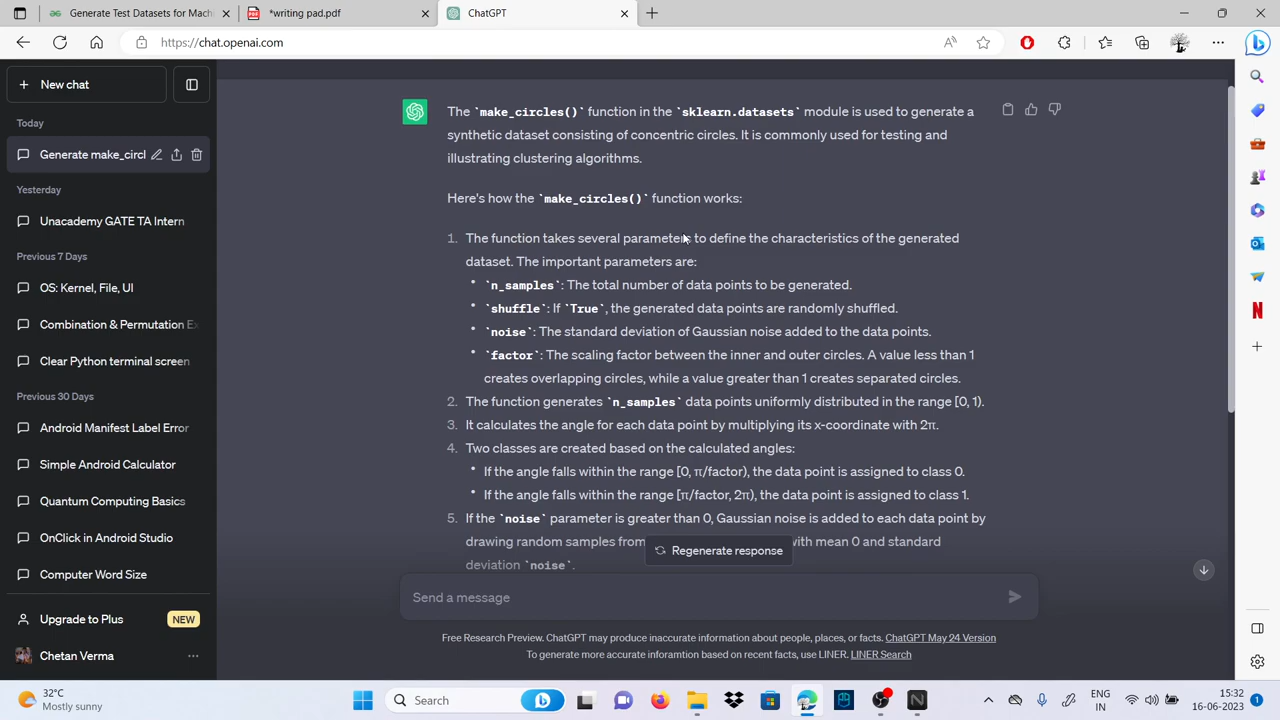 Generate Test Datasets for Mach
*writing pad.pdf
ChatGPT
https://chat.openai.com
New chat
Today
Generate make_circl
Yesterday
Unacademy GATE TA Intern
Previous 7 Days
OS: Kernel, File, UI
Combination & Permutation Ex
Clear Python terminal screen
Previous 30 Days
Android Manifest Label Error
Simple Android Calculator
Quantum Computing Basics
OnClick in Android Studio
Computer Word Size
Upgrade to Plus NEW
Chetan Verma
The `make_circles()` function in the `sklearn.datasets` module is used to generate a
synthetic dataset consisting of concentric circles. It is commonly used for testing and
illustrating clustering algorithms.
Here's how the `make_circles()` function works:
1. The function takes several parameters to define the characteristics of the generated
dataset. The important parameters are:
• `n_samples`: The total number of data points to be generated.
• `shuffle`: If `True`, the generated data points are randomly shuffled.
• `noise`: The standard deviation of Gaussian noise added to the data points.
• `factor`: The scaling factor between the inner and outer circles. A value less than 1
creates overlapping circles, while a value greater than 1 creates separated circles.
2. The function generates `n_samples` data points uniformly distributed in the range [0, 1).
3. It calculates the angle for each data point by multiplying its x-coordinate with 2π.
4. Two classes are created based on the calculated angles:
• If the angle falls within the range [0, π/factor), the data point is assigned to class 0.
• If the angle falls within the range [π/factor, 2π), the data point is assigned to class 1.
5. If the `noise` parameter is greater than 0, Gaussian noise is added to each data point by
drawing random samples from with mean 0 and standard
Regenerate response
deviation `noise`.
Send a message
Free Research Preview. ChatGPT may produce inaccurate information about people, places, or facts. ChatGPT May 24 Version
To generate more accurate inforamtion based on recent facts, use LINER. LINER Search
32°C
Mostly sunny
Search
ENG
IN
15:32
16-06-2023
1